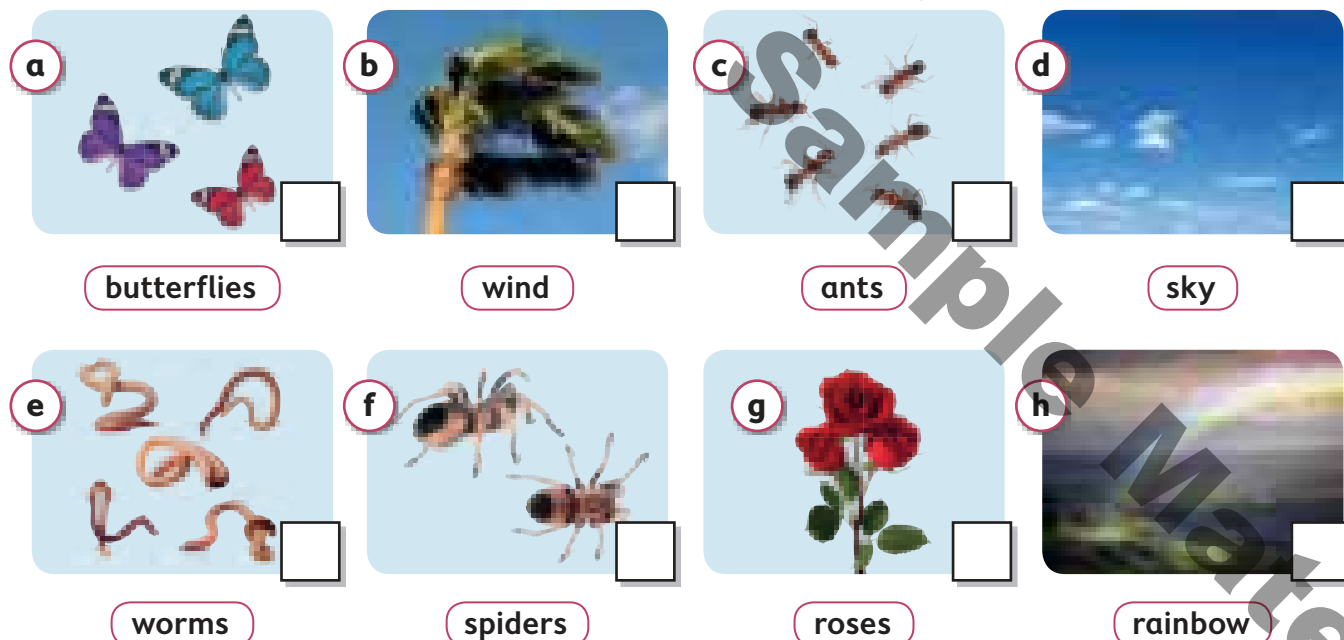 a
b
c
d
butterflies
wind
ants
sky
e
f
g
h
worms
spiders
roses
rainbow
Sample Mate